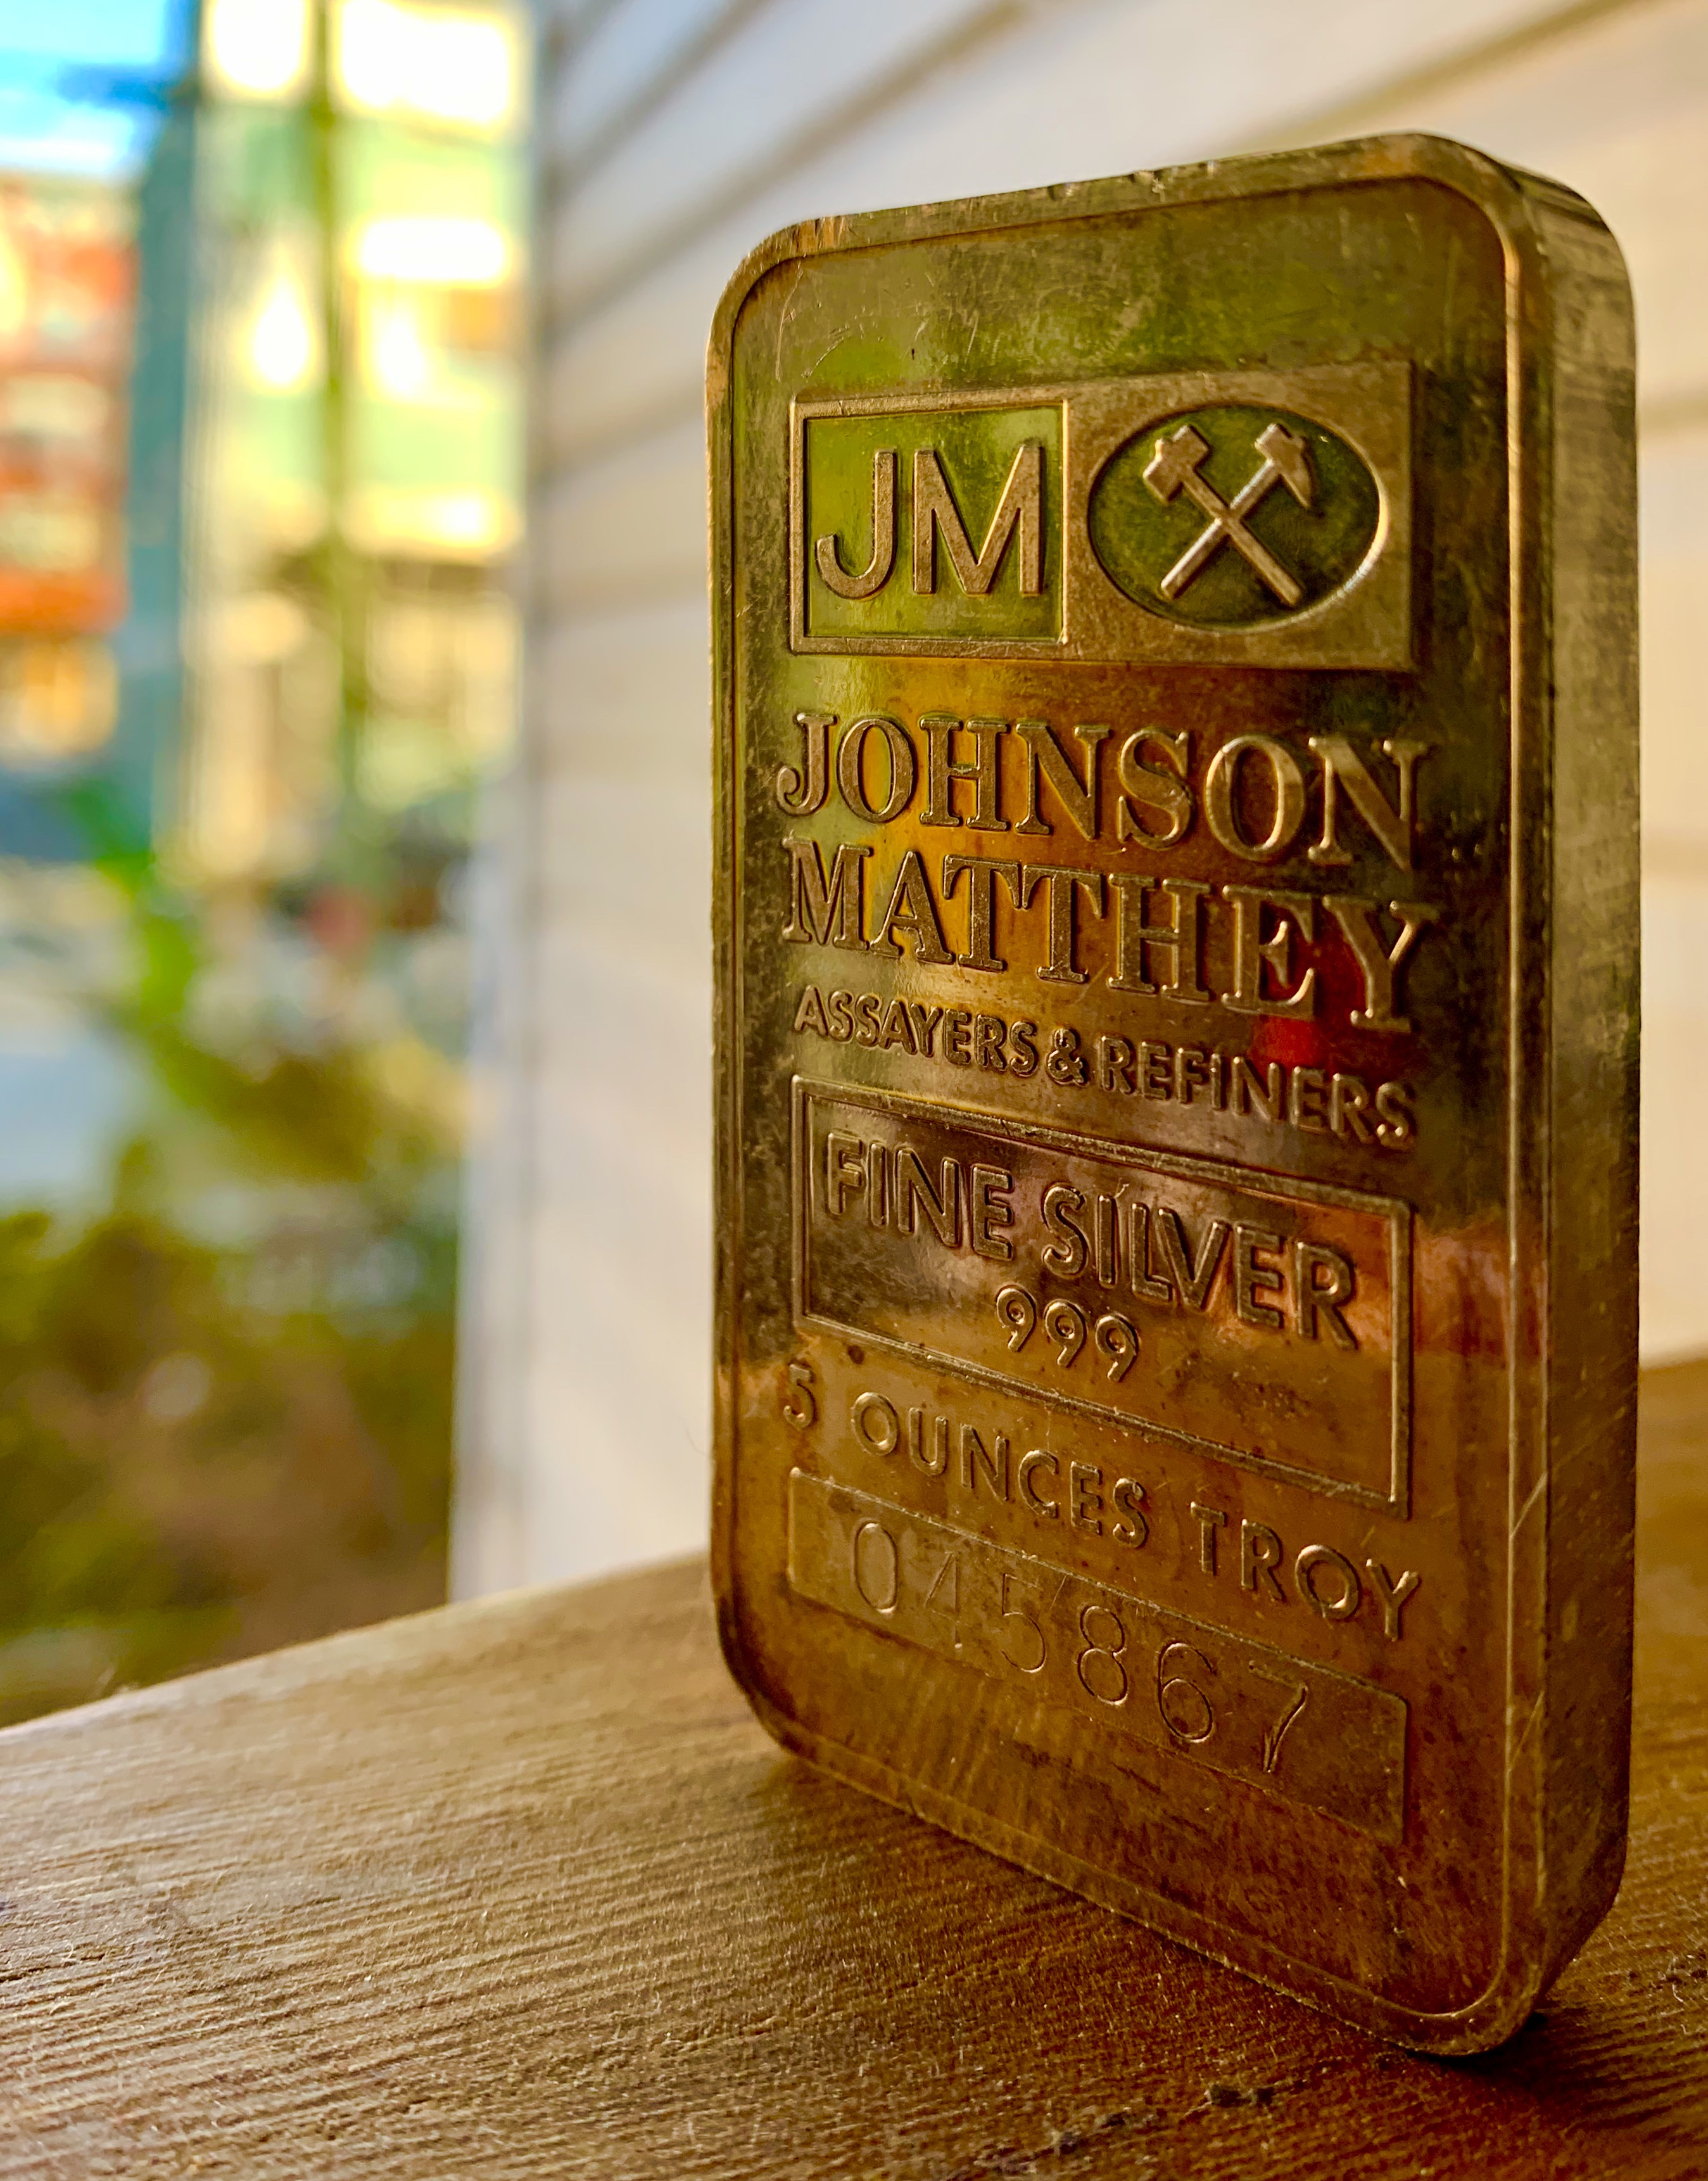 JM
JOHNSON
MATTHEY
ASSAYERS & REFINERS
FINE SILVER
999
5 OUNCES TROY
045867